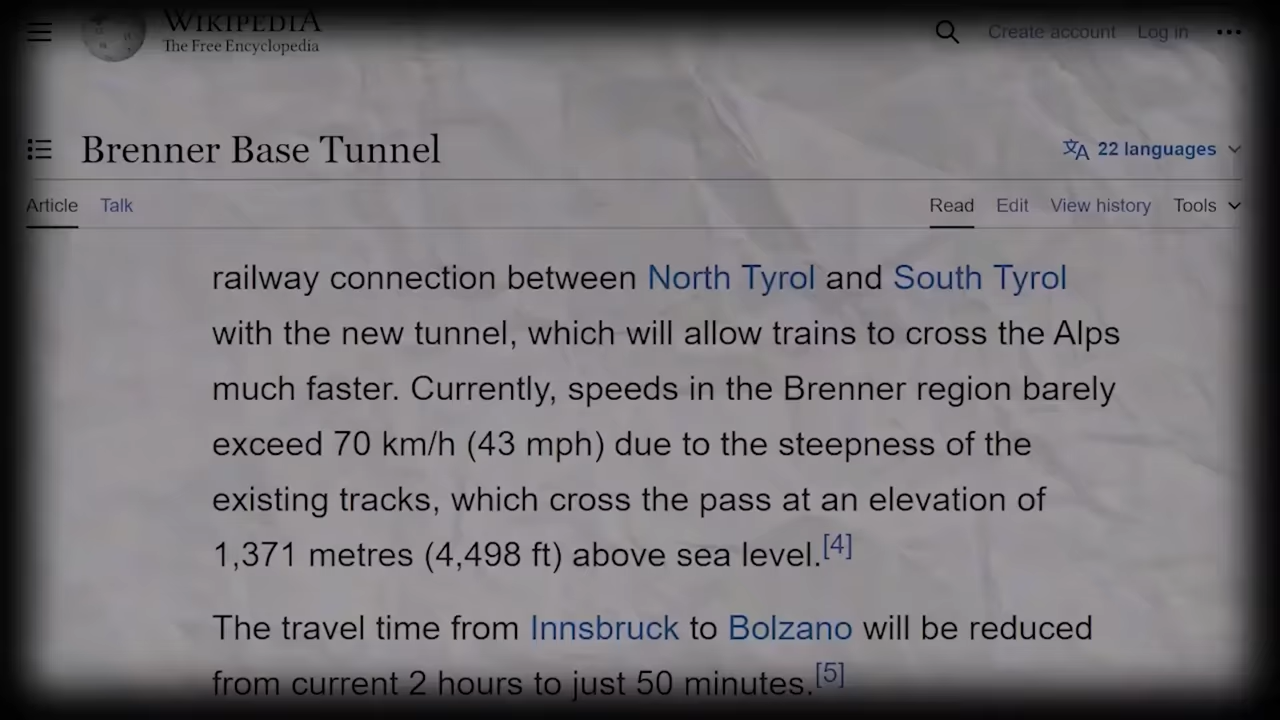 WIKIPEDIA
The Free Encyclopedia
Create account Log in
Brenner Base Tunnel
22 languages
Article Talk
Read Edit View history Tools
railway connection between North Tyrol and South Tyrol
with the new tunnel, which will allow trains to cross the Alps
much faster. Currently, speeds in the Brenner region barely
exceed 70 km/h (43 mph) due to the steepness of the
existing tracks, which cross the pass at an elevation of
1,371 metres (4,498 ft) above sea level.[4]
The travel time from Innsbruck to Bolzano will be reduced
from current 2 hours to just 50 minutes.[5]